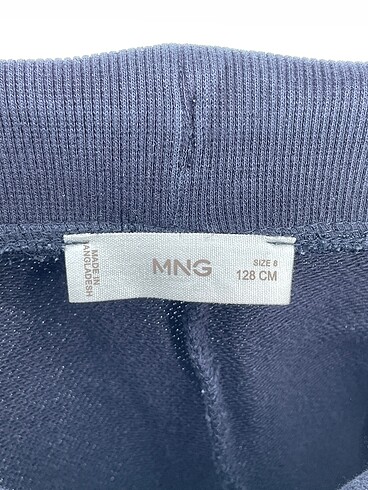 MADE IN
BANGLADESH
MNG
SIZE 8
128 CM